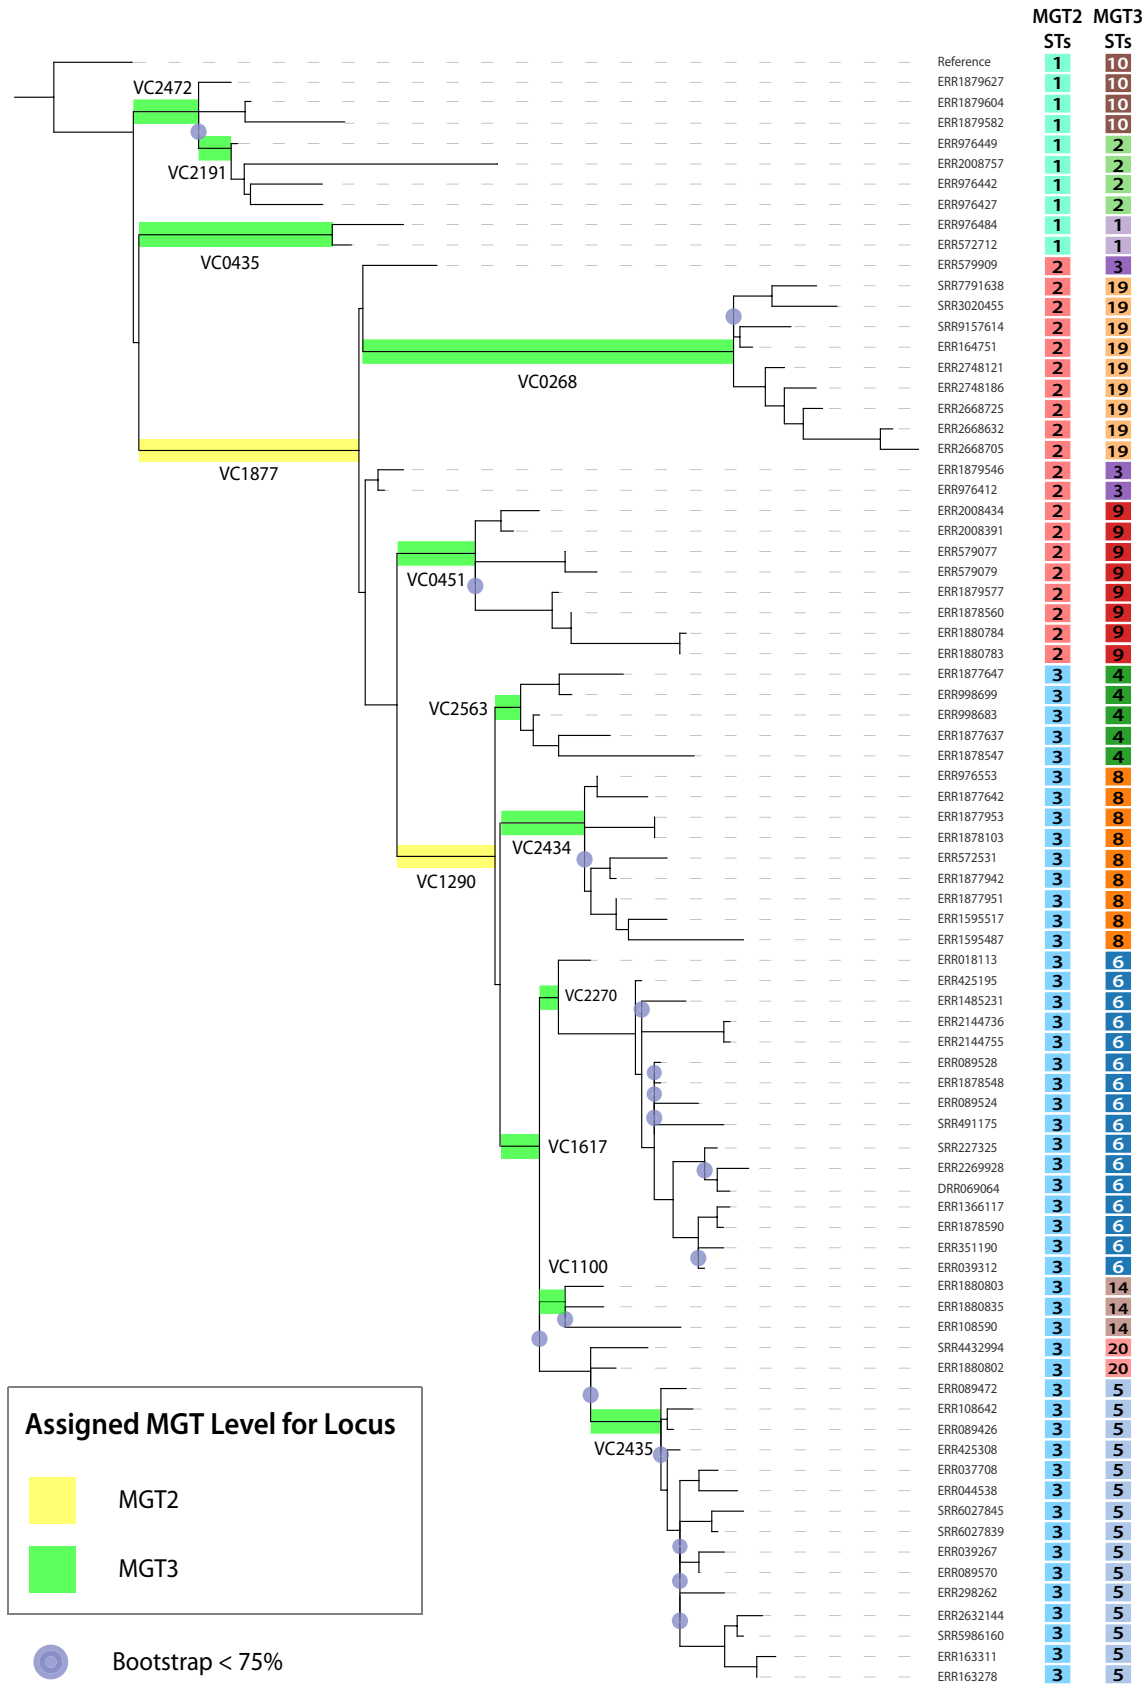 MGT2 MGT3
STs STs
Reference 1 10
VC2472
ERR1879627 1 10
ERR1879604 1 10
ERR1879582 1 10
ERR976449 1 2
ERR2008757 1 2
VC2191
ERR976442 1 2
ERR976427 1 2
ERR976484 1 1
ERR572712 1 1
VC0435
ERR579909 2 3
SRR7791638 2 19
SRR3020455 2 19
SRR9157614 2 19
ERR164751 2 19
ERR2748121 2 19
VC0268
ERR2748186 2 19
ERR2668725 2 19
ERR2668632 2 19
ERR2668705 2 19
ERR1879546 2 3
VC1877
ERR976412 2 3
ERR2008434 2 9
ERR2008391 2 9
ERR579077 2 9
ERR579079 2 9
VC0451
ERR1879577 2 9
ERR1878560 2 9
ERR1880784 2 9
ERR1880783 2 9
ERR1877647 3 4
ERR998699 3 4
VC2563
ERR998683 3 4
ERR1877637 3 4
ERR1878547 3 4
ERR976553 3 8
ERR1877642 3 8
ERR1877953 3 8
ERR1878103 3 8
VC2434
ERR572531 3 8
ERR1877942 3 8
VC1290
ERR1877951 3 8
ERR1595517 3 8
ERR1595487 3 8
ERR018113 3 6
ERR425195 3 6
VC2270
ERR1485231 3 6
ERR2144736 3 6
ERR2144755 3 6
ERR089528 3 6
ERR1878548 3 6
ERR089524 3 6
SRR491175 3 6
VC1617
SRR227325 3 6
ERR2269928 3 6
DRR069064 3 6
ERR1366117 3 6
ERR1878590 3 6
ERR351190 3 6
VC1100
ERR039312 3 6
ERR1880803 3 14
ERR1880835 3 14
ERR108590 3 14
SRR4432994 3 20
ERR1880802 3 20
ERR089472 3 5
ERR108642 3 5
ERR089426 3 5
VC2435
ERR425308 3 5
ERR037708 3 5
ERR044538 3 5
SRR6027845 3 5
SRR6027839 3 5
ERR039267 3 5
ERR089570 3 5
ERR298262 3 5
ERR2632144 3 5
SRR5986160 3 5
ERR163311 3 5
ERR163278 3 5
Assigned MGT Level for Locus
MGT2
MGT3
Bootstrap < 75%